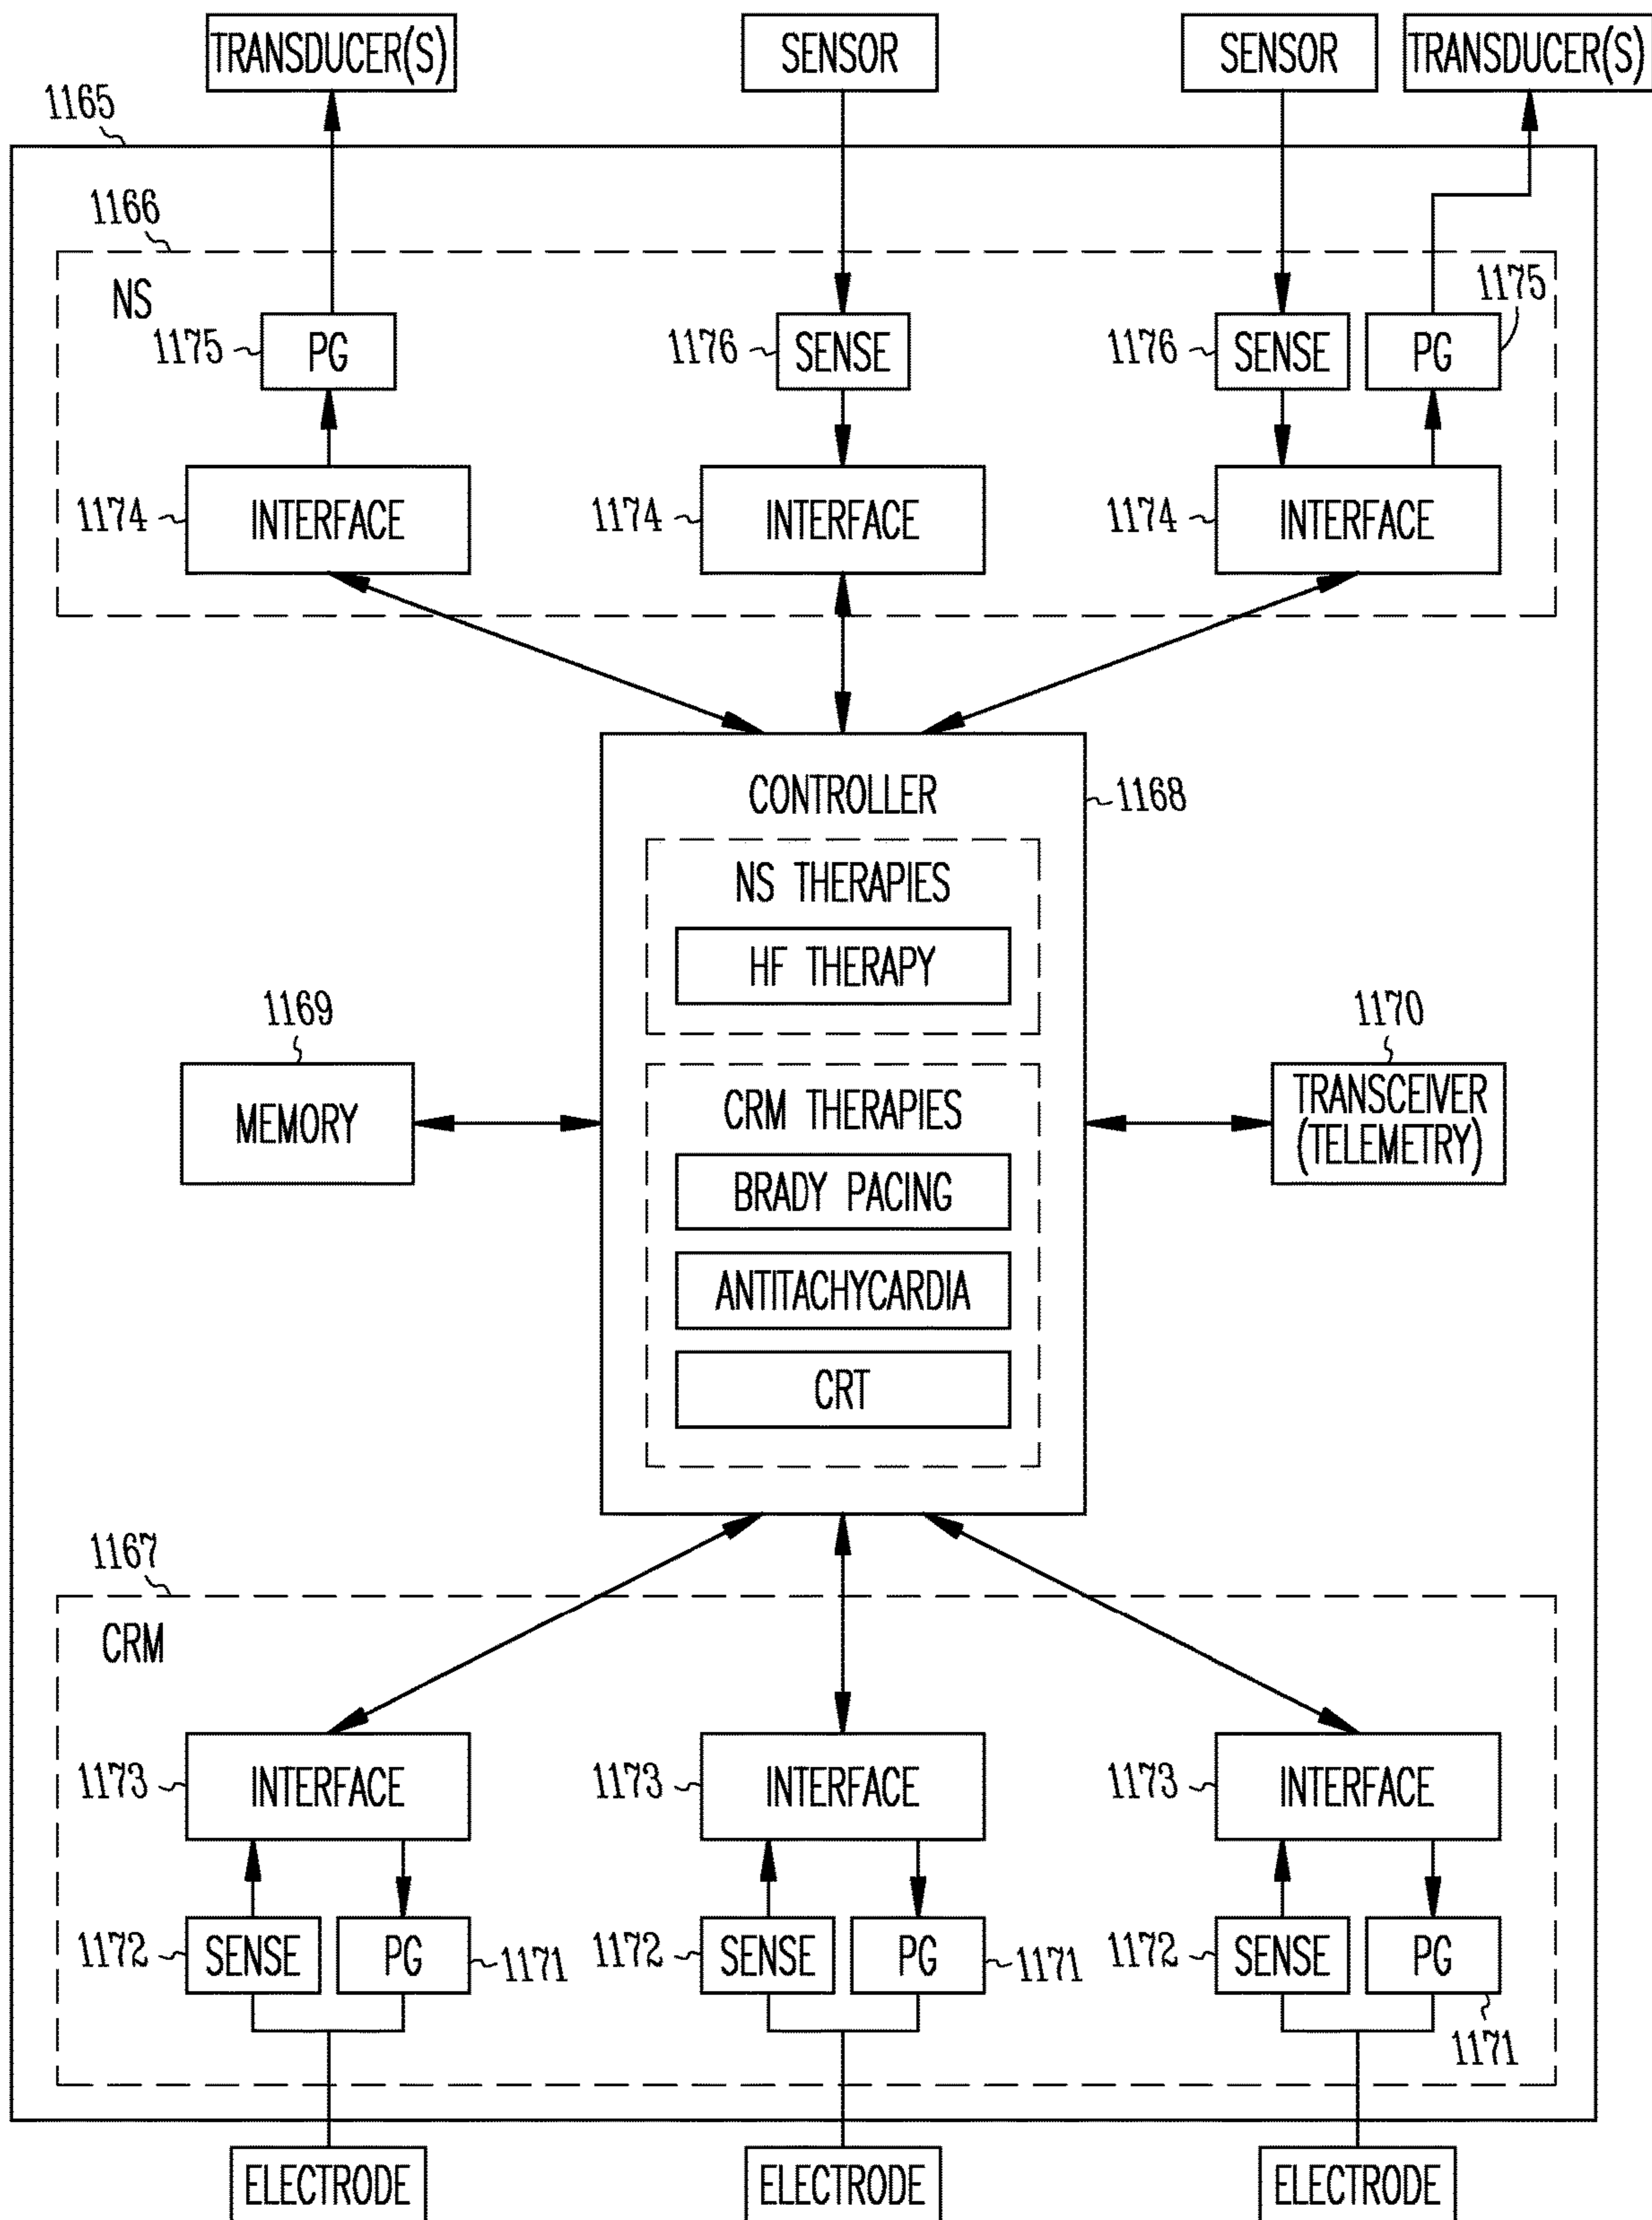 TRANSDUCER(S) SENSOR SENSOR TRANSDUCER(S)
1165
1166
NS
1175 PG 1176 SENSE 1176 SENSE PG 1175
1174 INTERFACE 1174 INTERFACE 1174 INTERFACE
CONTROLLER 1168
NS THERAPIES
HF THERAPY
1169 1170
MEMORY
TRANSCEIVER
(TELEMETRY)
CRM THERAPIES
BRADY PACING
ANTITACHYCARDIA
CRT
1167
CRM
1173 INTERFACE 1173 INTERFACE 1173 INTERFACE
1172 SENSE PG 1171 1172 SENSE PG 1171 1172 SENSE PG
1171
ELECTRODE ELECTRODE ELECTRODE